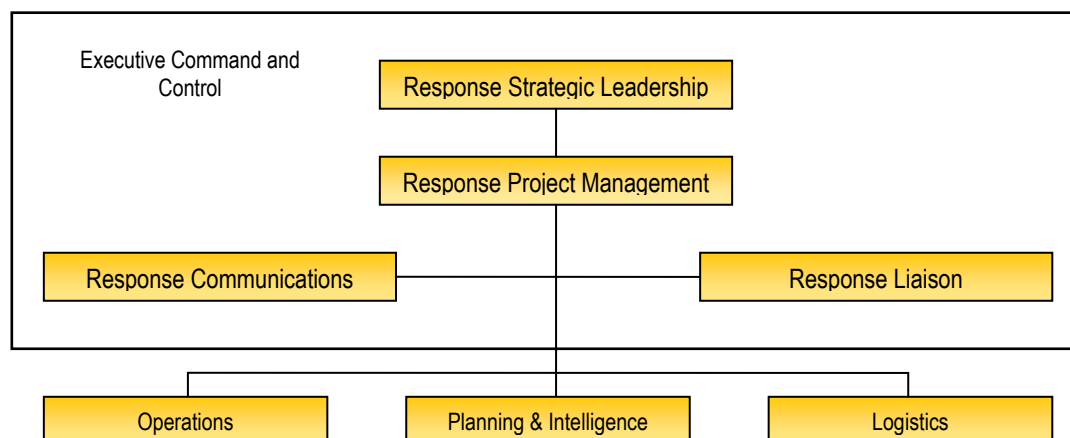 Executive Command and
Control
Response Strategic Leadership
Response Project Management
Response Communications
Response Liaison
Operations
Planning & Intelligence
Logistics